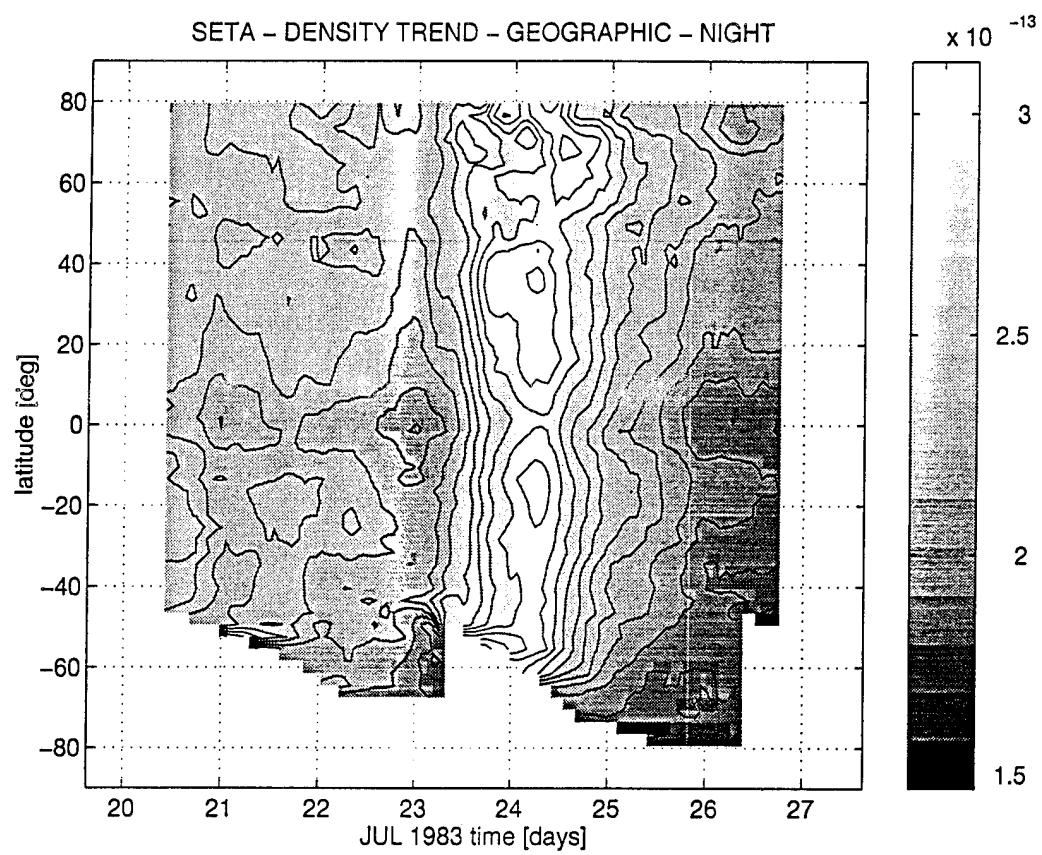 SETA – DENSITY TREND – GEOGRAPHIC – NIGHT
x 10 -13
80
60
40
20
0
−20
−40
−60
−80
latitude [deg]
20 21 22 23 24 25 26 27
JUL 1983 time [days]
3
2.5
2
1.5